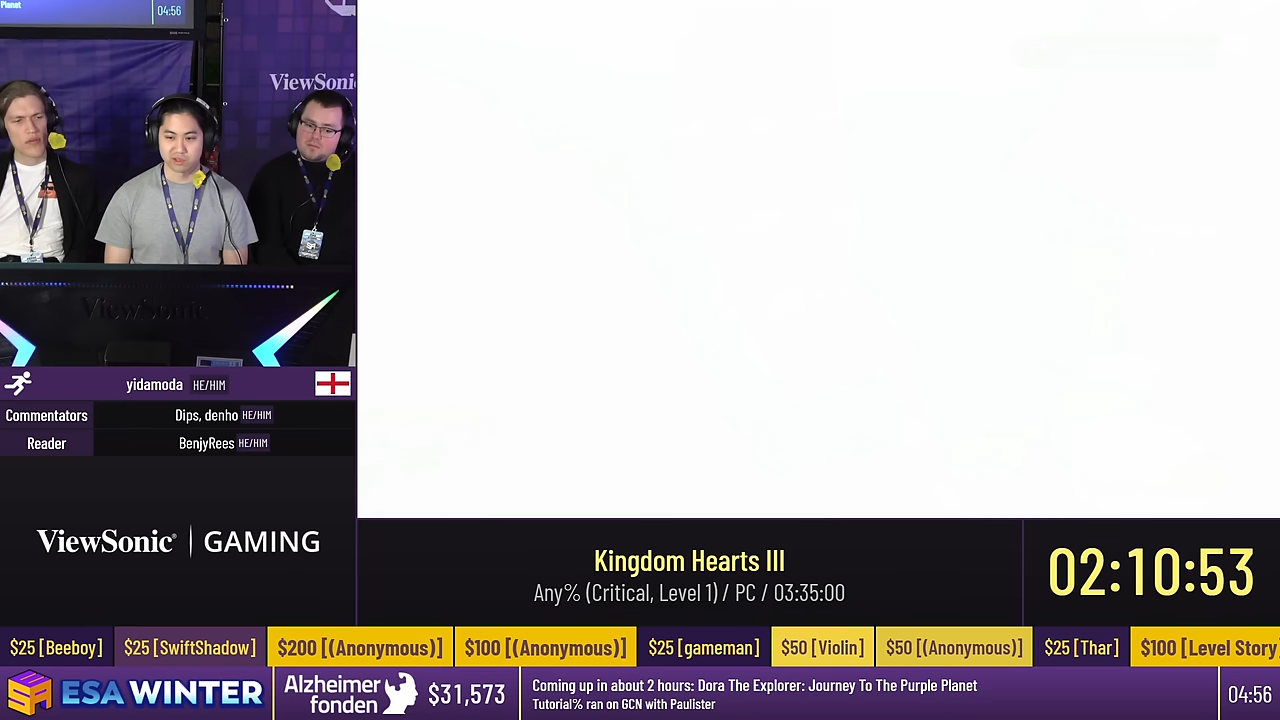 Planet
04:56
ViewSoni
ViewSonic
yidamoda HE/HIM
Commentators Dips, denho HE/HIM
Reader BenjyRees HE/HIM
ViewSonic® | GAMING
Kingdom Hearts III
Any% (Critical, Level 1) / PC / 03:35:00
02:10:53
$25 [Beeboy] $25 [SwiftShadow] $200 [(Anonymous)] $100 [(Anonymous)] $25 [gameman] $50 [Violin] $50 [(Anonymous)] $25 [Thar] $100 [Level Story
ESA WINTER
Alzheimer
fonden
$31,573
Coming up in about 2 hours: Dora The Explorer: Journey To The Purple Planet
Tutorial% ran on GCN with Paulister
04:56